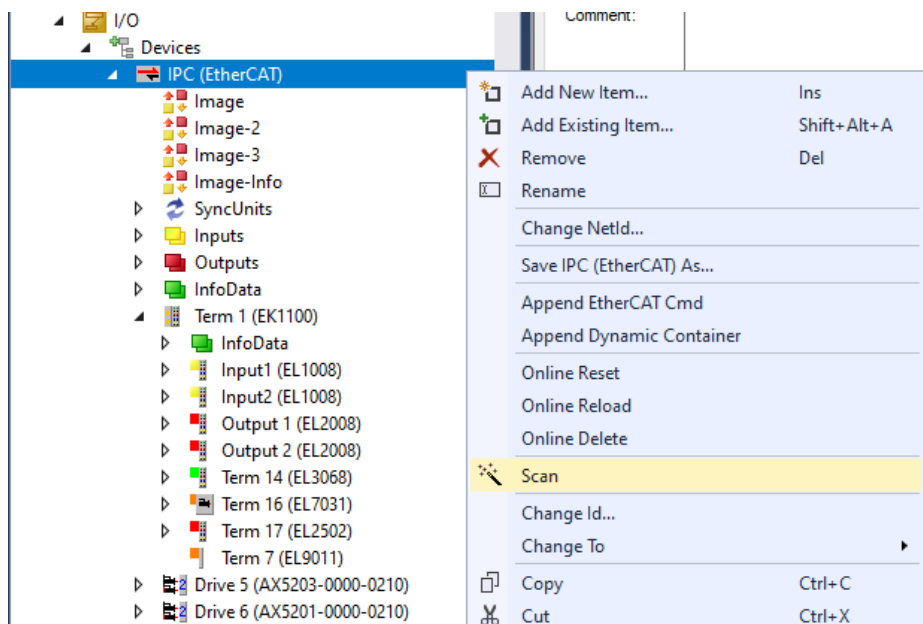 I/O
Devices
IPC (EtherCAT)
Image
Image-2
Image-3
Image-Info
SyncUnits
Inputs
Outputs
InfoData
Term 1 (EK1100)
InfoData
Input1 (EL1008)
Input2 (EL1008)
Output 1 (EL2008)
Output 2 (EL2008)
Term 14 (EL3068)
Term 16 (EL7031)
Term 17 (EL2502)
Term 7 (EL9011)
Drive 5 (AX5203-0000-0210)
Drive 6 (AX5201-0000-0210)
Comment:
Add New Item... Ins
Add Existing Item... Shift+Alt+A
Remove Del
Rename
Change NetId...
Save IPC (EtherCAT) As...
Append EtherCAT Cmd
Append Dynamic Container
Online Reset
Online Reload
Online Delete
Scan
Change Id...
Change To
Copy Ctrl+C
Cut Ctrl+X